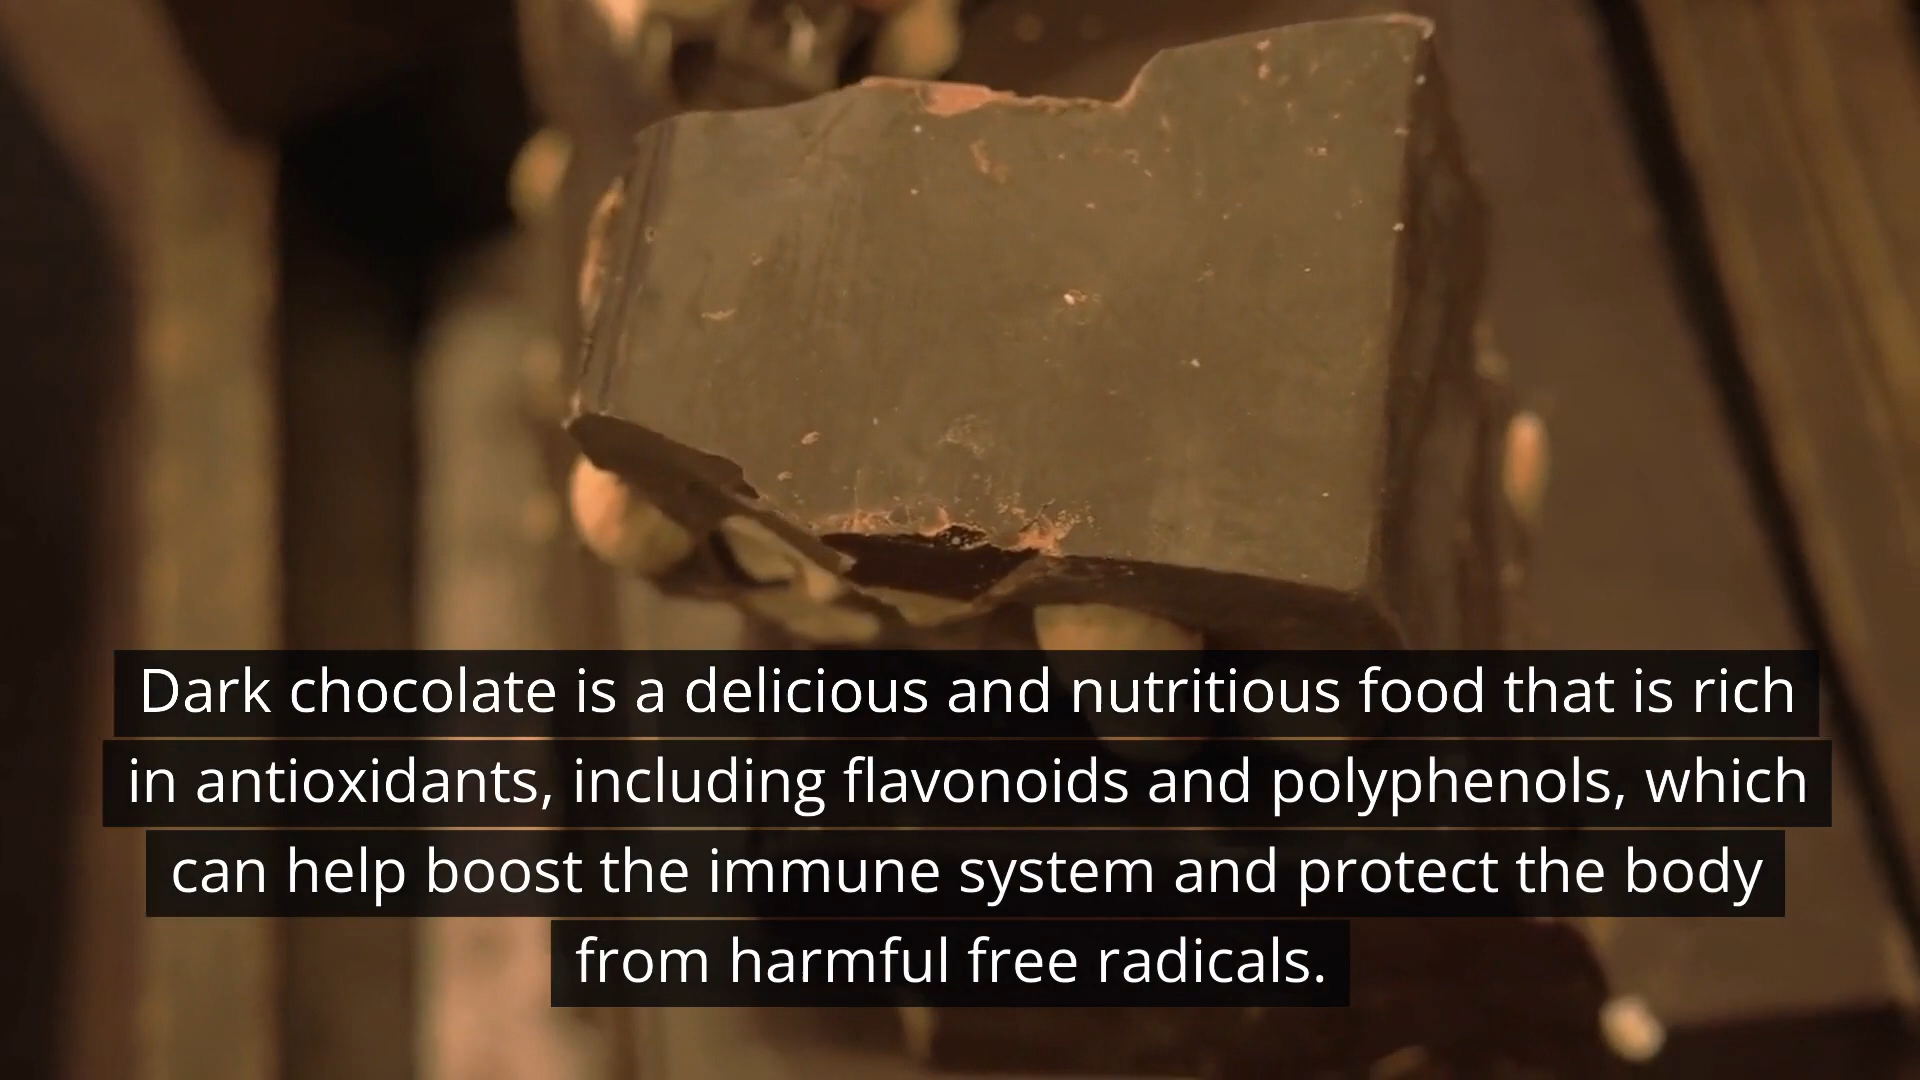 Dark chocolate is a delicious and nutritious food that is rich
in antioxidants, including flavonoids and polyphenols, which
can help boost the immune system and protect the body
from harmful free radicals.